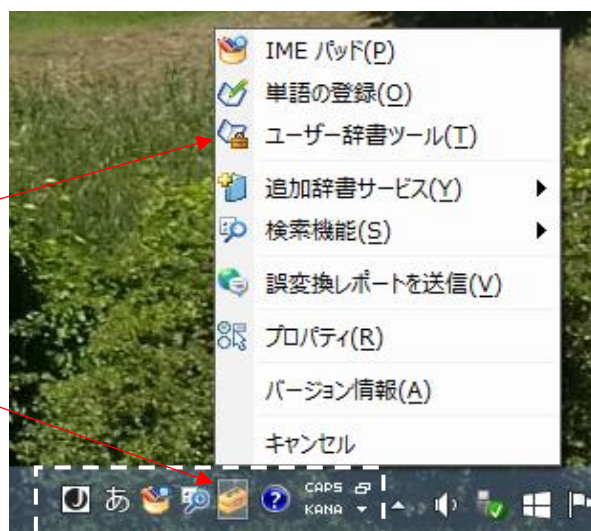 IME パッド(P)
単語の登録(O)
ユーザー辞書ツール(T)
追加辞書サービス(Y)
検索機能(S)
誤変換レポートを送信(V)
プロパティ(R)
バージョン情報(A)
キャンセル
J あ ? CAPS
KANA